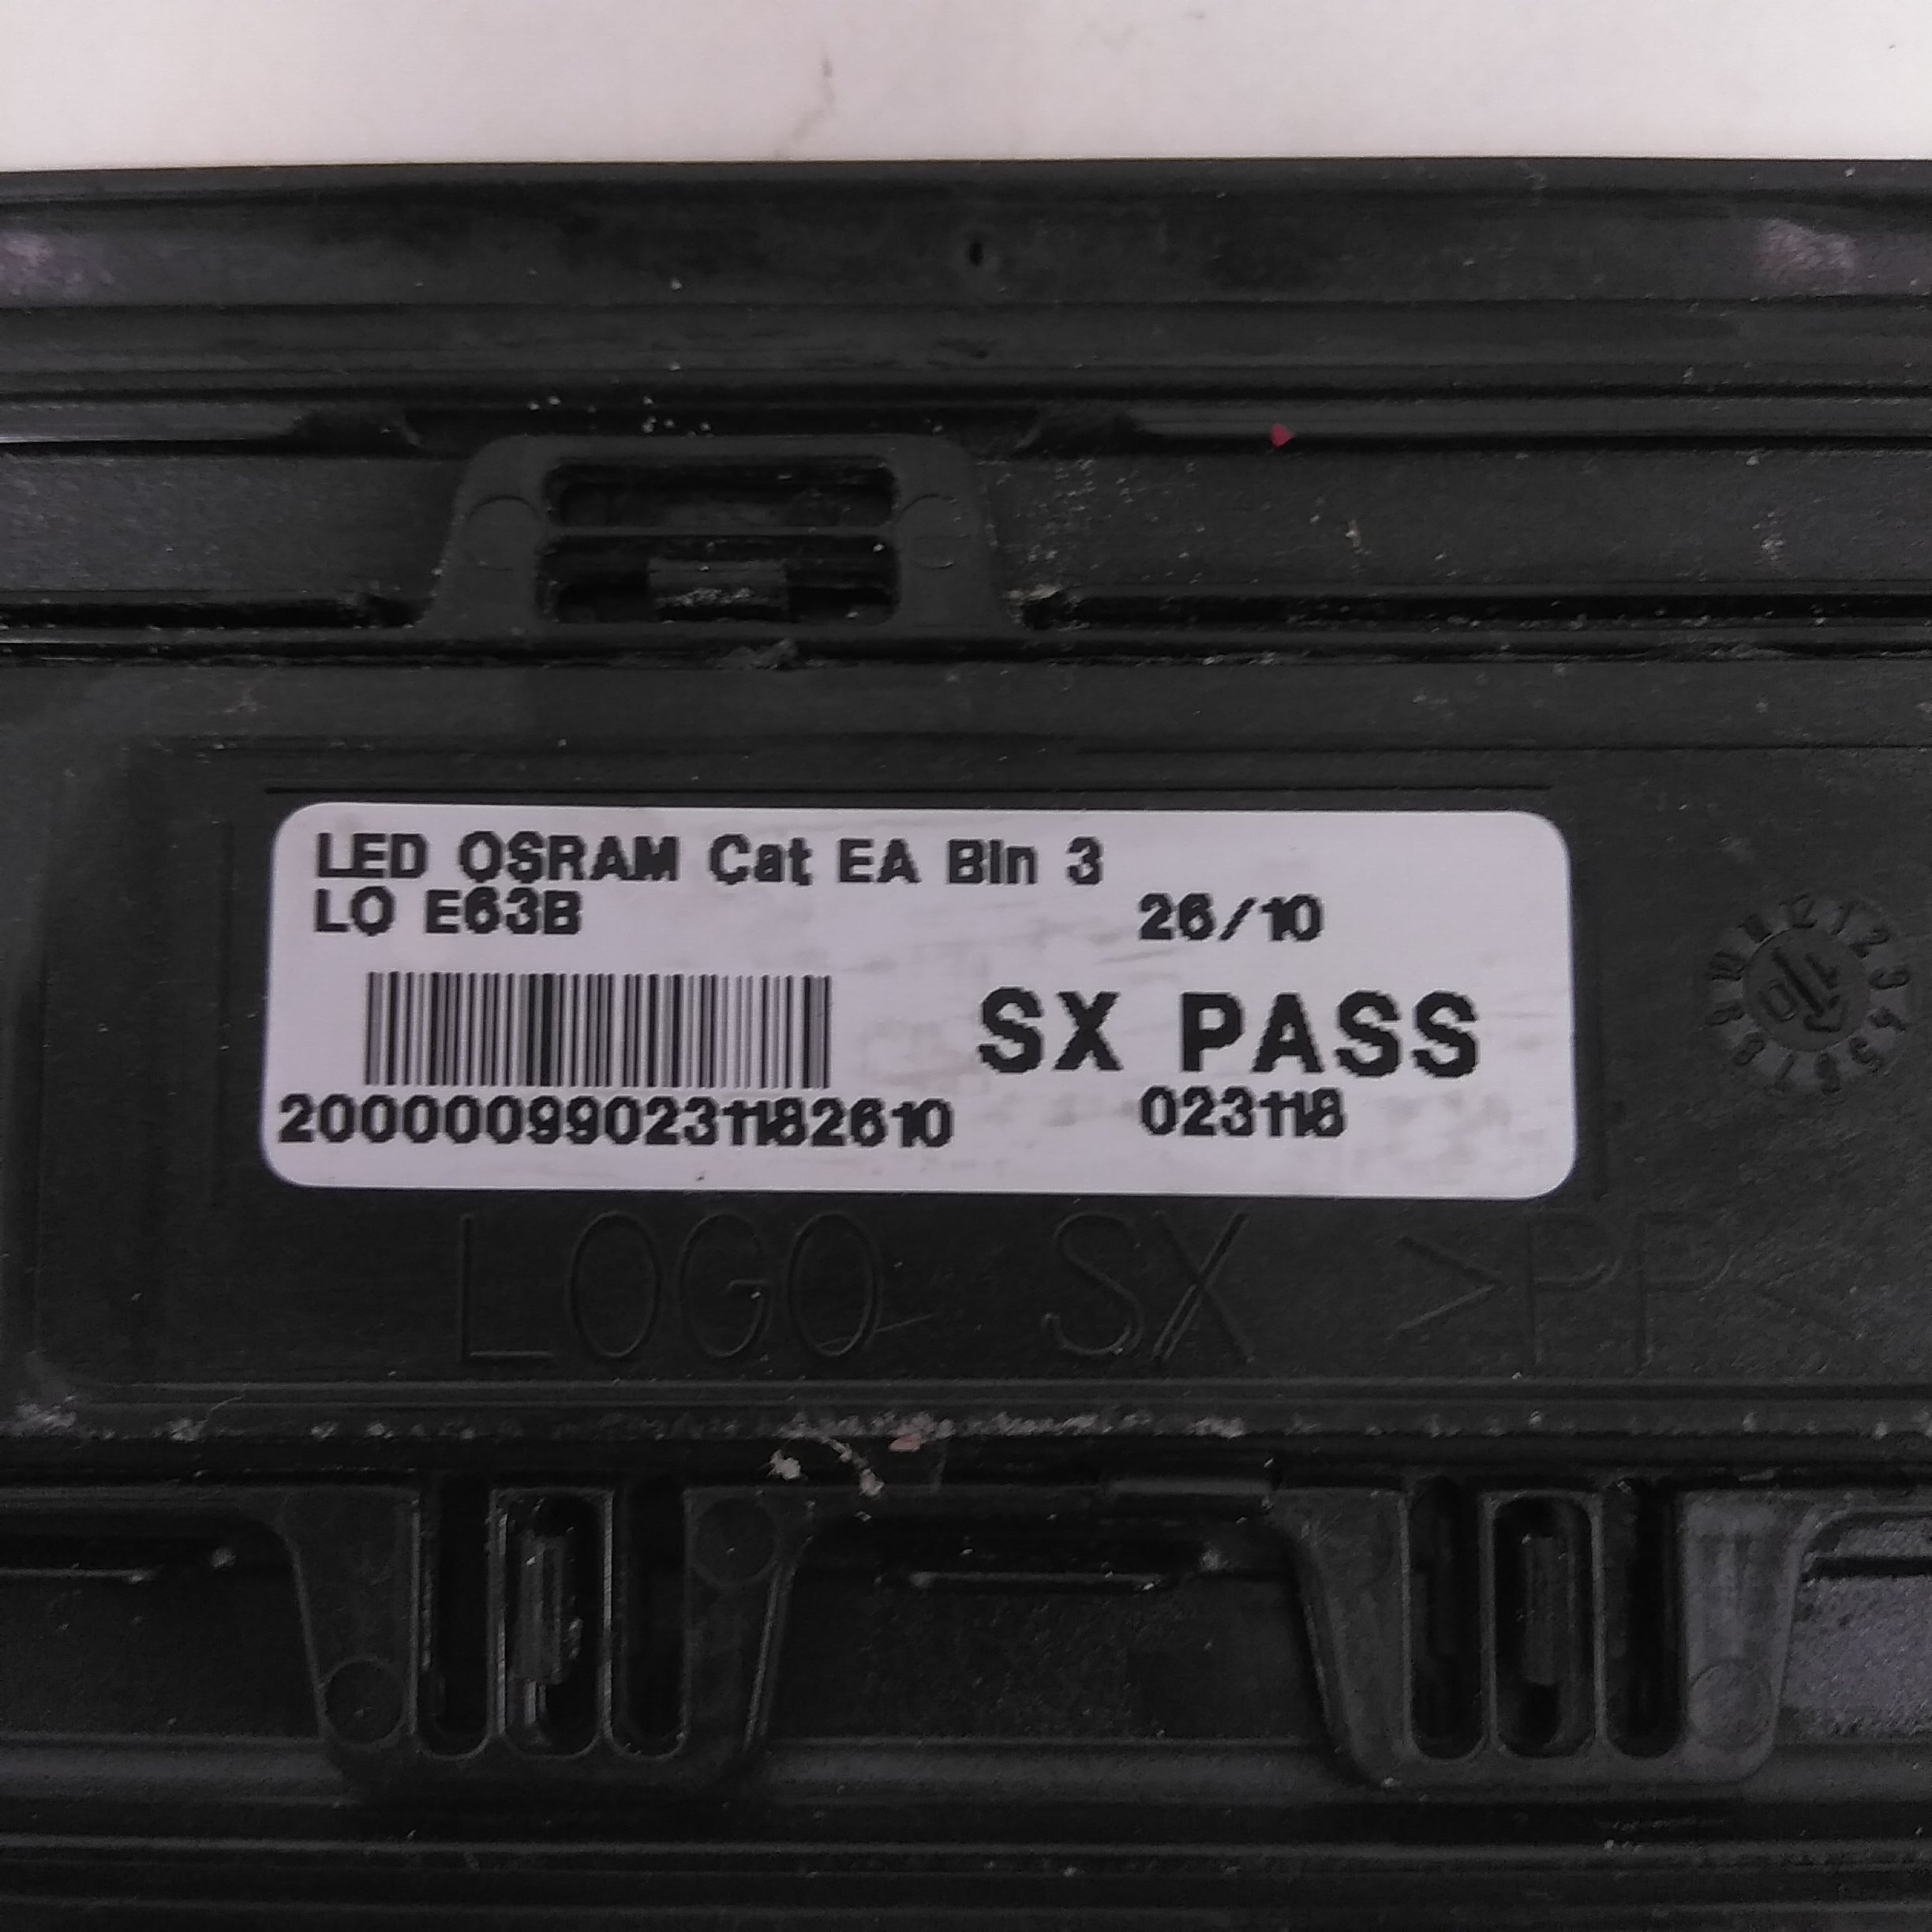 LED OSRAM Cat EA Bin 3
LO E63B
26/10
SX PASS
200000990231182610
023118
LOGO SX >PP<